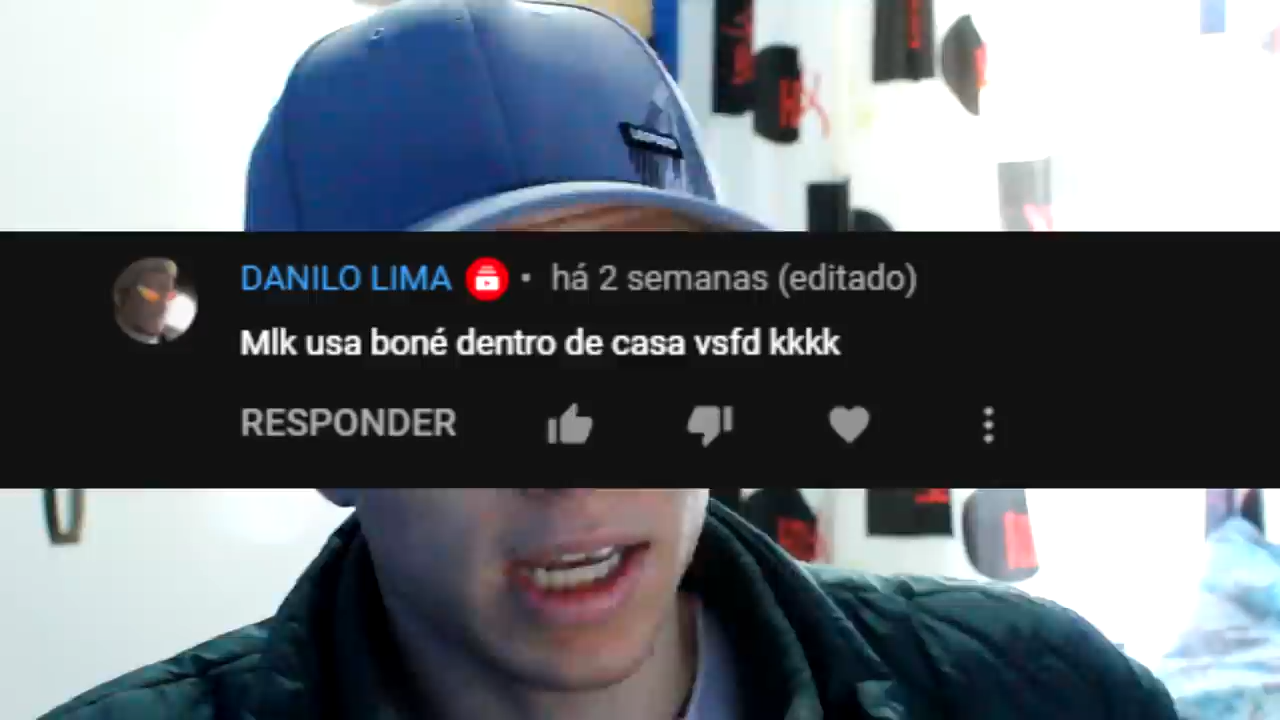 DANILO LIMA • há 2 semanas (editado)
Mlk usa boné dentro de casa vsfd kkkk
RESPONDER